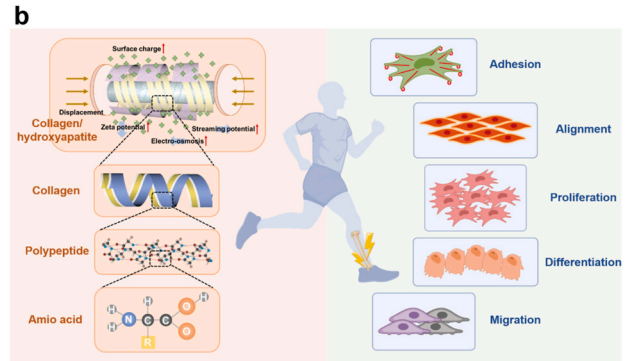 b
Surface charge↑
Displacement
Collagen/
hydroxyapatite
Zeta potential↑
Streaming potential↑
Electro-osmosis↑
Collagen
Polypeptide
Amio acid
H
H
H
N
C
C
O
O
H
R
Adhesion
Alignment
Proliferation
Differentiation
Migration